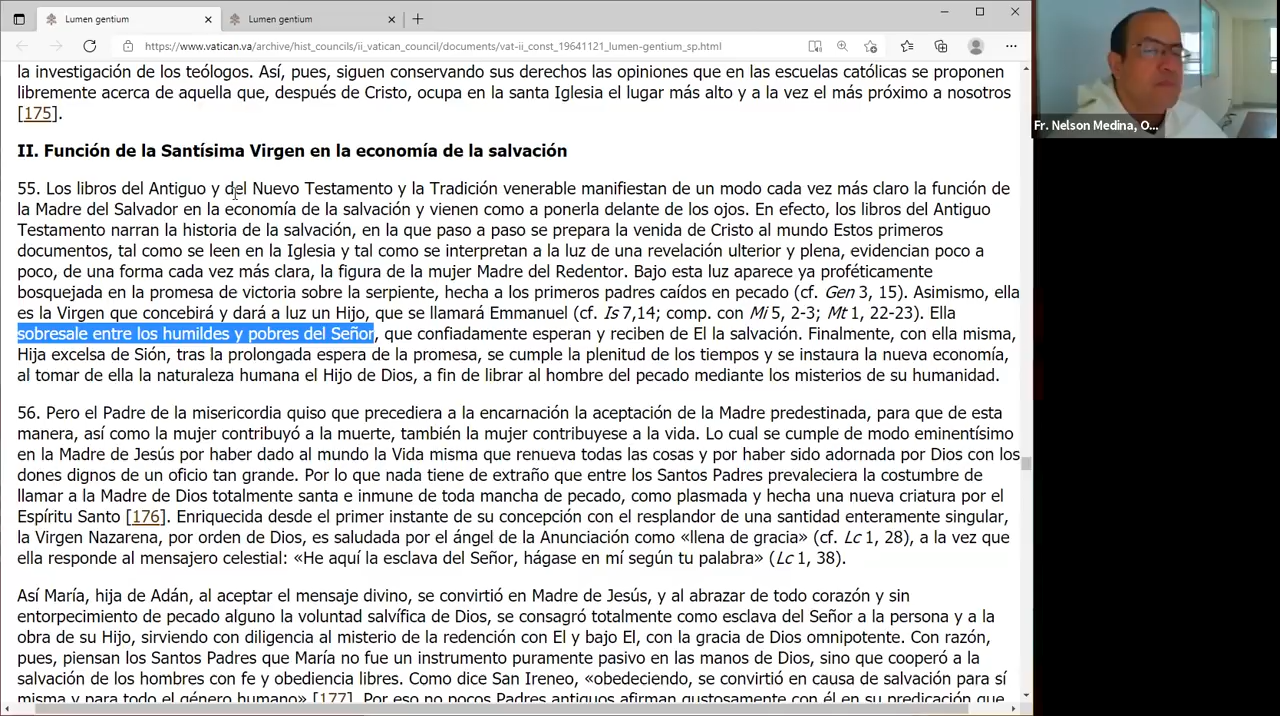 Lumen gentium
Lumen gentium
https://www.vatican.va/archive/hist_councils/ii_vatican_council/documents/vat-ii_const_19641121_lumen-gentium_sp.html
Fr. Nelson Medina, O...
la investigación de los teólogos. Así, pues, siguen conservando sus derechos las opiniones que en las escuelas católicas se proponen
libremente acerca de aquella que, después de Cristo, ocupa en la santa Iglesia el lugar más alto y a la vez el más próximo a nosotros
[175].
II. Función de la Santísima Virgen en la economía de la salvación
55. Los libros del Antiguo y del Nuevo Testamento y la Tradición venerable manifiestan de un modo cada vez más claro la función de
la Madre del Salvador en la economía de la salvación y vienen como a ponerla delante de los ojos. En efecto, los libros del Antiguo
Testamento narran la historia de la salvación, en la que paso a paso se prepara la venida de Cristo al mundo Estos primeros
documentos, tal como se leen en la Iglesia y tal como se interpretan a la luz de una revelación ulterior y plena, evidencian poco a
poco, de una forma cada vez más clara, la figura de la mujer Madre del Redentor. Bajo esta luz aparece ya proféticamente
bosquejada en la promesa de victoria sobre la serpiente, hecha a los primeros padres caídos en pecado (cf. Gen 3, 15). Asimismo, ella
es la Virgen que concebirá y dará a luz un Hijo, que se llamará Emmanuel (cf. Is 7,14; comp. con Mi 5, 2-3; Mt 1, 22-23). Ella
sobresale entre los humildes y pobres del Señor, que confiadamente esperan y reciben de El la salvación. Finalmente, con ella misma,
Hija excelsa de Sión, tras la prolongada espera de la promesa, se cumple la plenitud de los tiempos y se instaura la nueva economía,
al tomar de ella la naturaleza humana el Hijo de Dios, a fin de librar al hombre del pecado mediante los misterios de su humanidad.
56. Pero el Padre de la misericordia quiso que precediera a la encarnación la aceptación de la Madre predestinada, para que de esta
manera, así como la mujer contribuyó a la muerte, también la mujer contribuyese a la vida. Lo cual se cumple de modo eminentísimo
en la Madre de Jesús por haber dado al mundo la Vida misma que renueva todas las cosas y por haber sido adornada por Dios con los
dones dignos de un oficio tan grande. Por lo que nada tiene de extraño que entre los Santos Padres prevaleciera la costumbre de
llamar a la Madre de Dios totalmente santa e inmune de toda mancha de pecado, como plasmada y hecha una nueva criatura por el
Espíritu Santo [176]. Enriquecida desde el primer instante de su concepción con el resplandor de una santidad enteramente singular,
la Virgen Nazarena, por orden de Dios, es saludada por el ángel de la Anunciación como «llena de gracia» (cf. Lc 1, 28), a la vez que
ella responde al mensajero celestial: «He aquí la esclava del Señor, hágase en mí según tu palabra» (Lc 1, 38).
Así María, hija de Adán, al aceptar el mensaje divino, se convirtió en Madre de Jesús, y al abrazar de todo corazón y sin
entorpecimiento de pecado alguno la voluntad salvífica de Dios, se consagró totalmente como esclava del Señor a la persona y a la
obra de su Hijo, sirviendo con diligencia al misterio de la redención con El y bajo El, con la gracia de Dios omnipotente. Con razón,
pues, piensan los Santos Padres que María no fue un instrumento puramente pasivo en las manos de Dios, sino que cooperó a la
salvación de los hombres con fe y obediencia libres. Como dice San Ireneo, «obedeciendo, se convirtió en causa de salvación para sí
misma y para todo el género humano» [177]. Por eso no pocos Padres antiguos afirman gustosamente con él en su predicación que